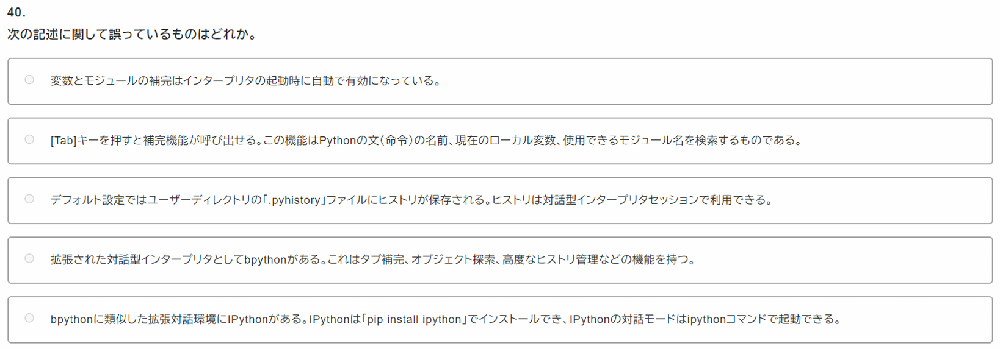 40.
次の記述に関して誤っているものはどれか。
変数とモジュールの補完はインタープリタの起動時に自動で有効になっている。
[Tab]キーを押すと補完機能が呼び出せる。この機能はPythonの文（命令）の名前、現在のローカル変数、使用できるモジュール名を検索するものである。
デフォルト設定ではユーザーディレクトリの「.pyhistory」ファイルにヒストリが保存される。ヒストリは対話型インタープリタセッションで利用できる。
拡張された対話型インタープリタとしてbpythonがある。これはタブ補完、オブジェクト探索、高度なヒストリ管理などの機能を持つ。
bpythonに類似した拡張対話環境にIPythonがある。IPythonは「pip install ipython」でインストールでき、IPythonの対話モードはipythonコマンドで起動できる。